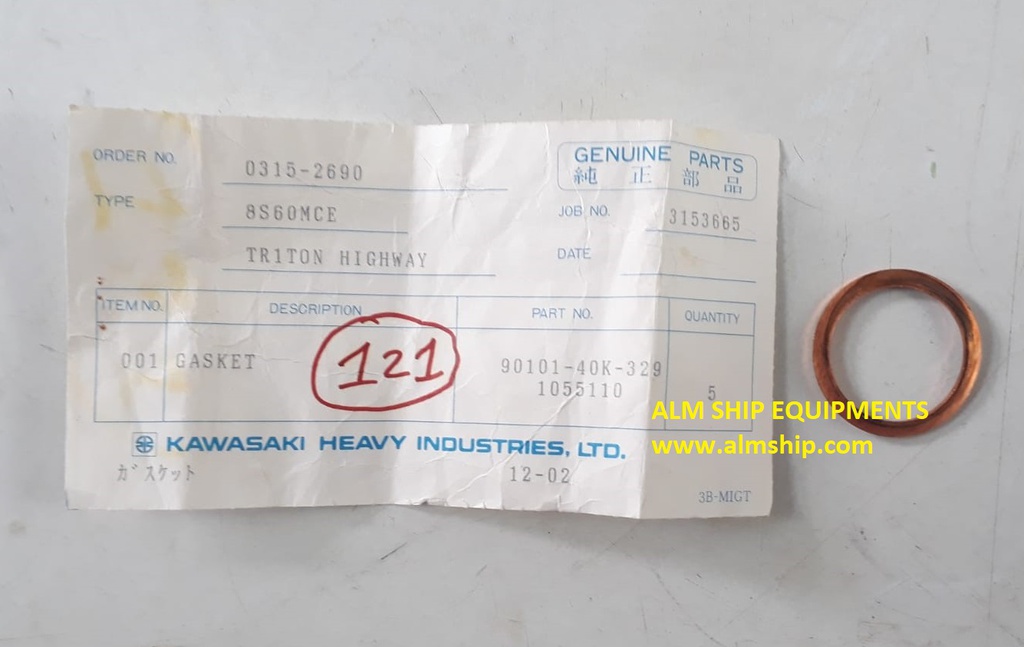 ORDER NO. 0315-2690
GENUINE PARTS
純正部品
TYPE 8S60MCE
JOB NO. 3153665
TR1TON HIGHWAY
DATE
ITEM NO. DESCRIPTION PART NO. QUANTITY
001 GASKET 121 90101-40K-329
1055110 5
ALM SHIP EQUIPMENTS
www.almship.com
KAWASAKI HEAVY INDUSTRIES, LTD.
ガスケット 12-02
3B-MIGT